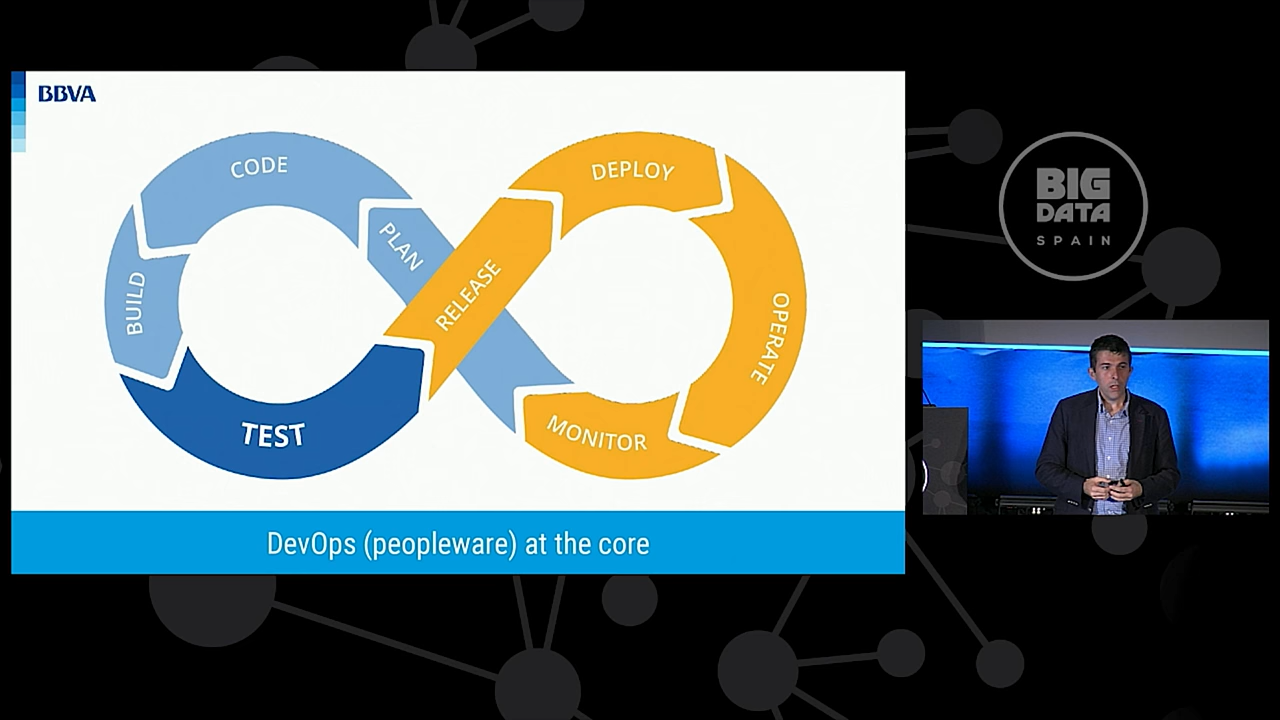 BBVA
CODE
PLAN
BUILD
TEST
RELEASE
DEPLOY
OPERATE
MONITOR
DevOps (peopleware) at the core
BIG
DATA
SPAIN